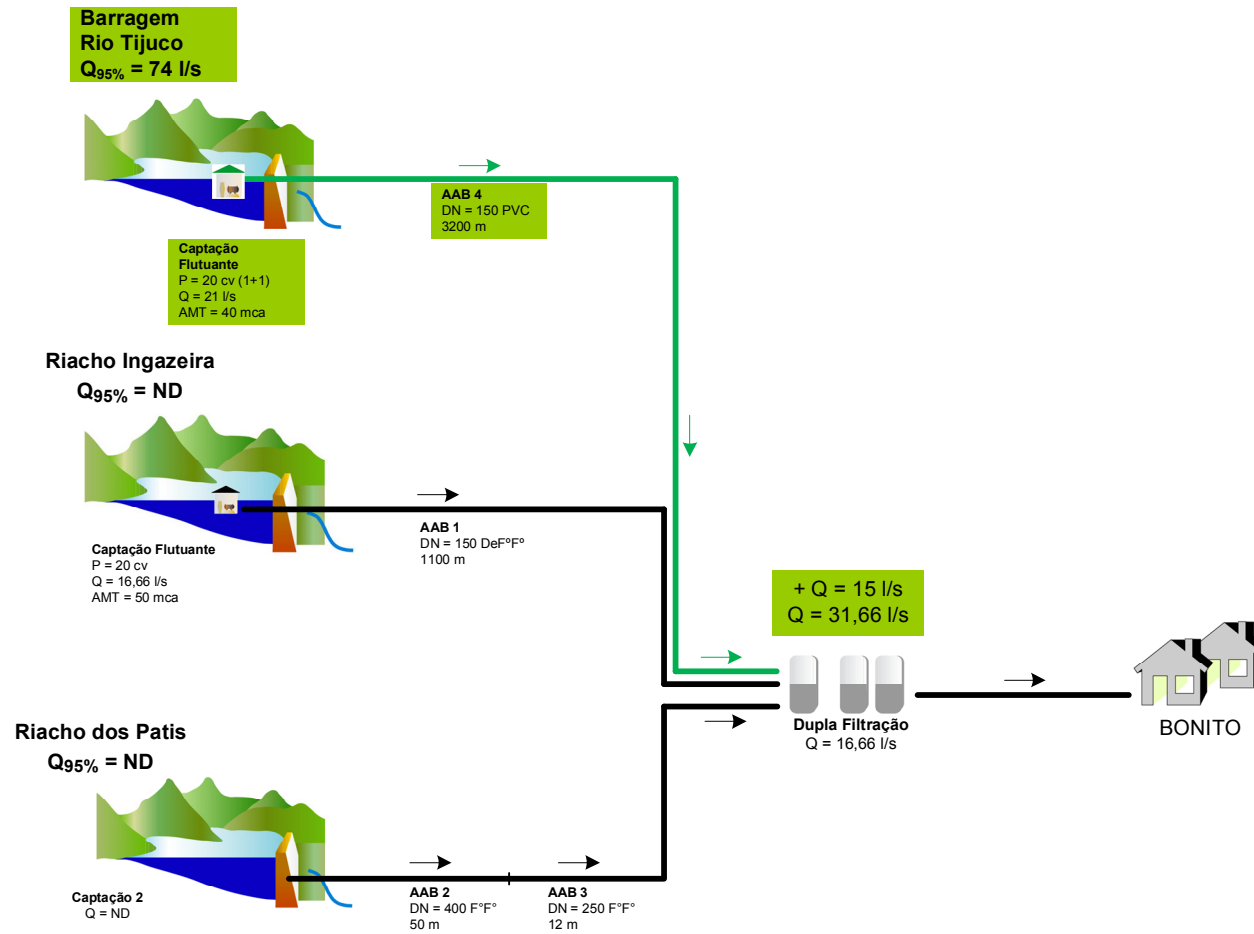 Barragem
Rio Tijuco
Q95% = 74 l/s
AAB 4
DN = 150 PVC
3200 m
Captação
Flutuante
P = 20 cv (1+1)
Q = 21 l/s
AMT = 40 mca
Riacho Ingazeira
Q95% = ND
AAB 1
DN = 150 DeFºFº
1100 m
Captação Flutuante
P = 20 cv
Q = 16,66 l/s
AMT = 50 mca
+ Q = 15 l/s
Q = 31,66 l/s
Dupla Filtração
Q = 16,66 l/s
BONITO
Riacho dos Patis
Q95% = ND
Captação 2
Q = ND
AAB 2
DN = 400 F°F°
50 m
AAB 3
DN = 250 F°F°
12 m